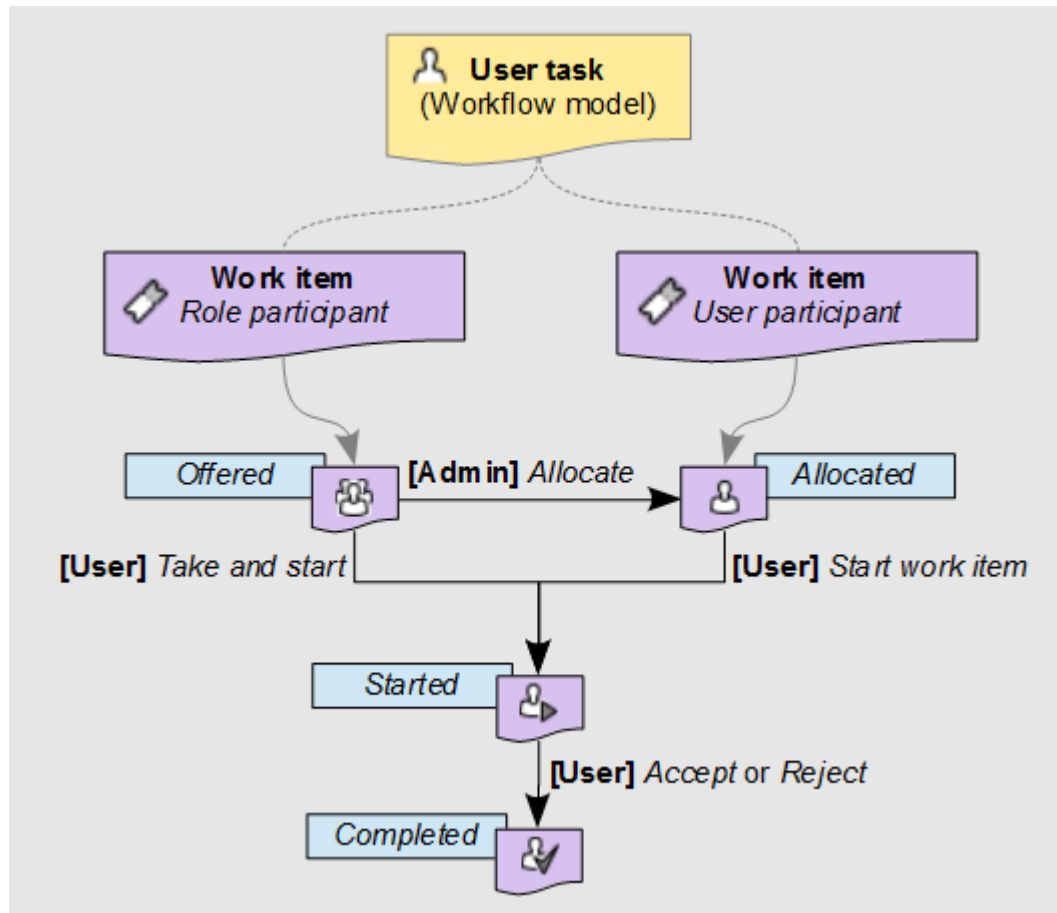 User task
(Workflow model)
Work item
Role participant
Work item
User participant
Offered
[Admin] Allocate
Allocated
[User] Take and start
[User] Start work item
Started
[User] Accept or Reject
Completed